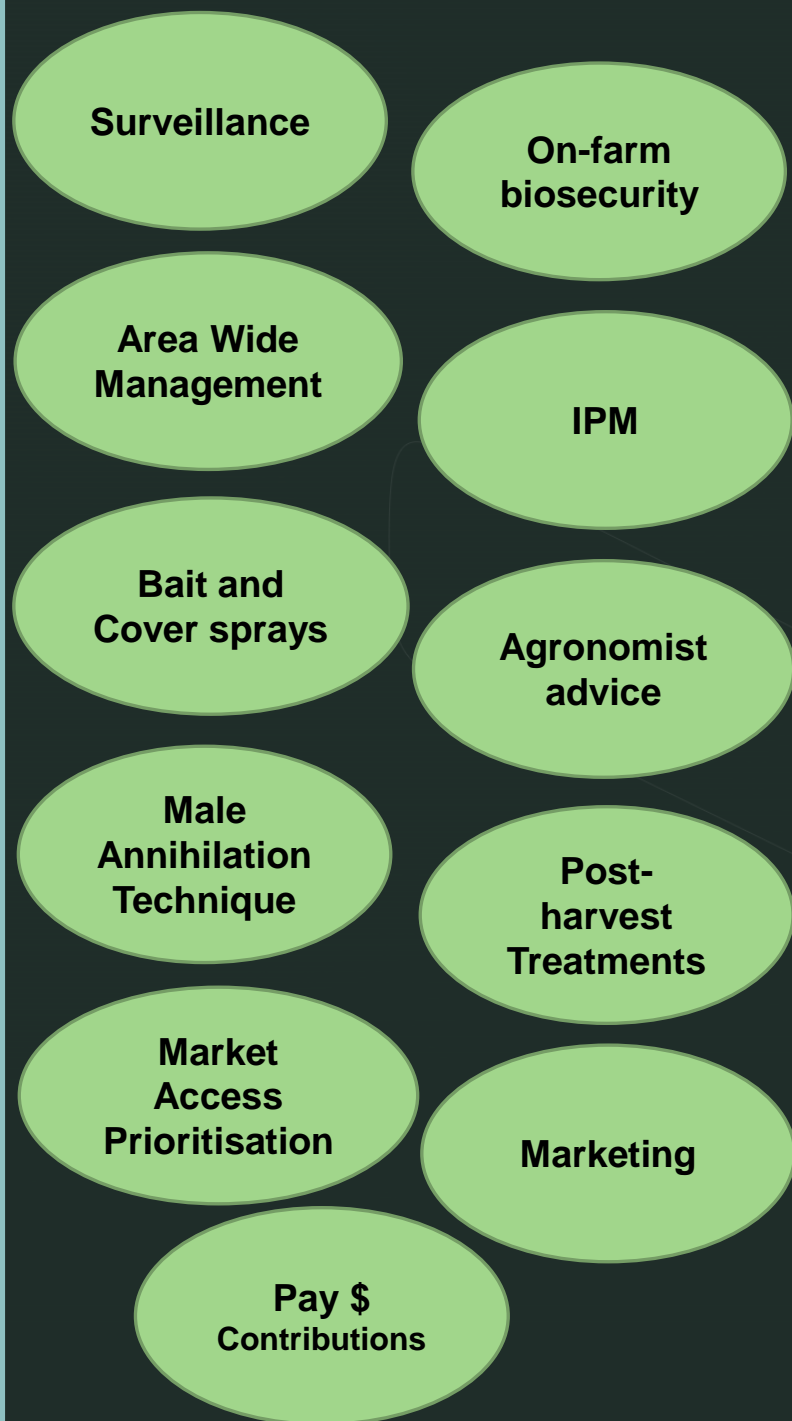 Surveillance
On-farm
biosecurity
Area Wide
Management
IPM
Bait and
Cover sprays
Agronomist
advice
Male
Annihilation
Technique
Post-
harvest
Treatments
Market
Access
Prioritisation
Marketing
Pay $
Contributions